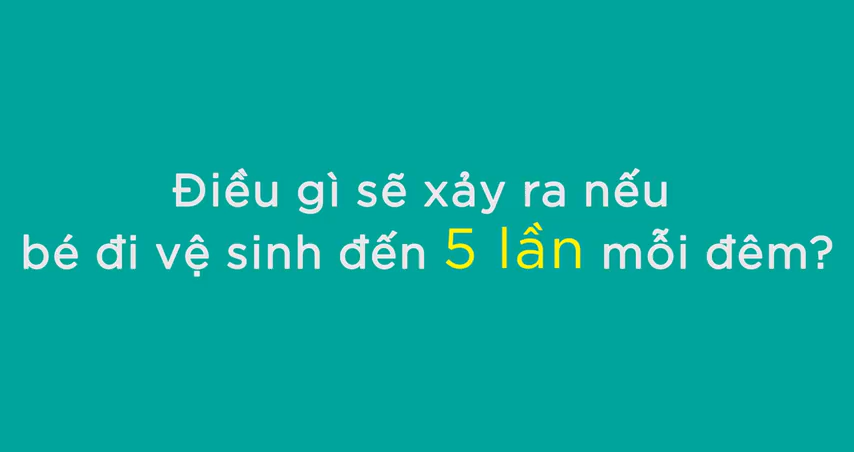 Điều gì sẽ xảy ra nếu
bé đi vệ sinh đến 5 lần mỗi đêm?